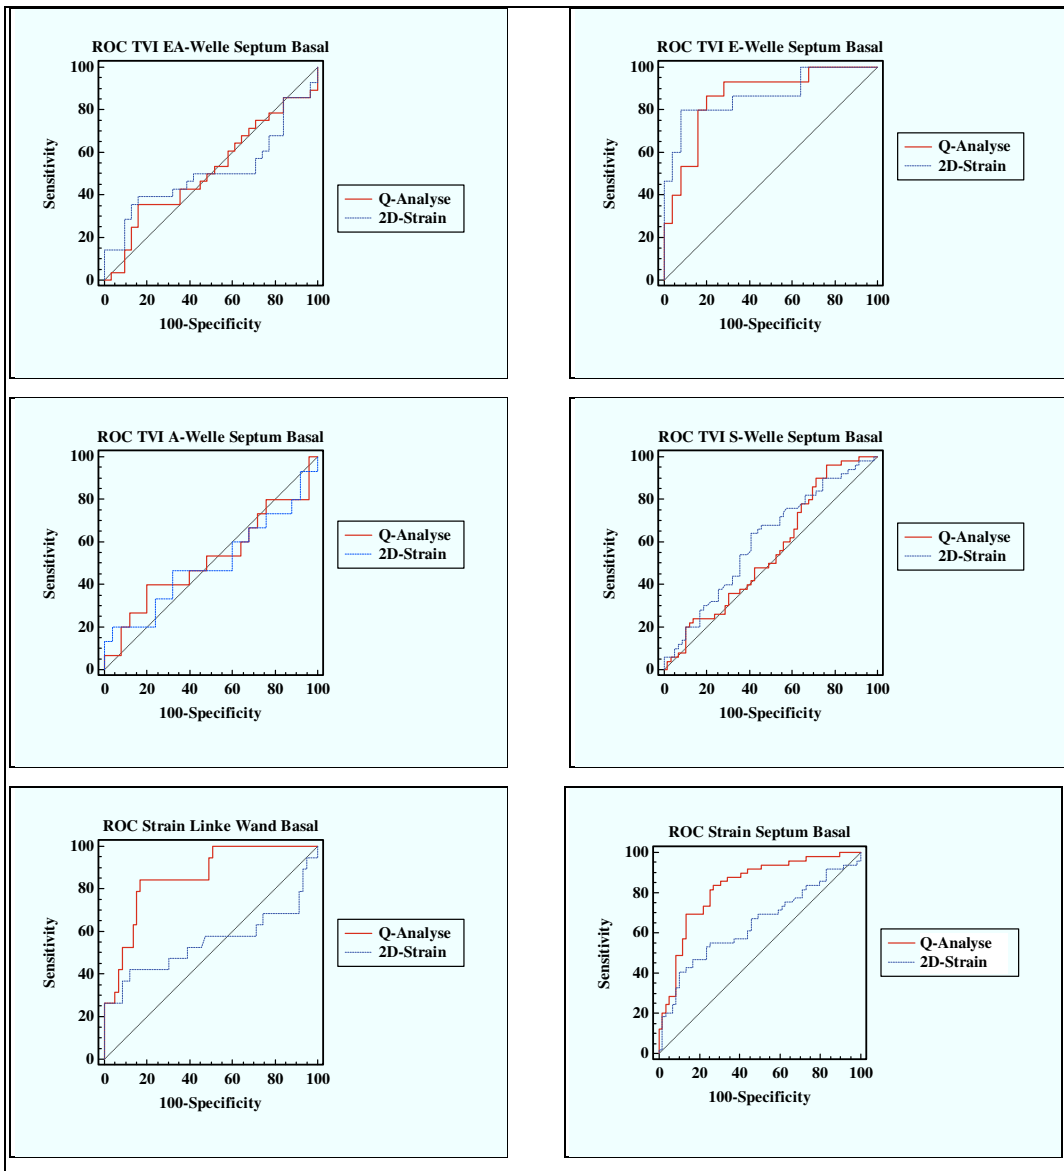 ROC TVI EA-Welle Septum Basal
100
80
60
40
20
0
Sensitivity
0 20 40 60 80 100
100-Specificity
Q-Analyse
2D-Strain
ROC TVI E-Welle Septum Basal
100
80
60
40
20
0
Sensitivity
0 20 40 60 80 100
100-Specificity
Q-Analyse
2D-Strain
ROC TVI A-Welle Septum Basal
100
80
60
40
20
0
Sensitivity
0 20 40 60 80 100
100-Specificity
Q-Analyse
2D-Strain
ROC TVI S-Welle Septum Basal
100
80
60
40
20
0
Sensitivity
0 20 40 60 80 100
100-Specificity
Q-Analyse
2D-Strain
ROC Strain Linke Wand Basal
100
80
60
40
20
0
Sensitivity
0 20 40 60 80 100
100-Specificity
Q-Analyse
2D-Strain
ROC Strain Septum Basal
100
80
60
40
20
0
Sensitivity
0 20 40 60 80 100
100-Specificity
Q-Analyse
2D-Strain